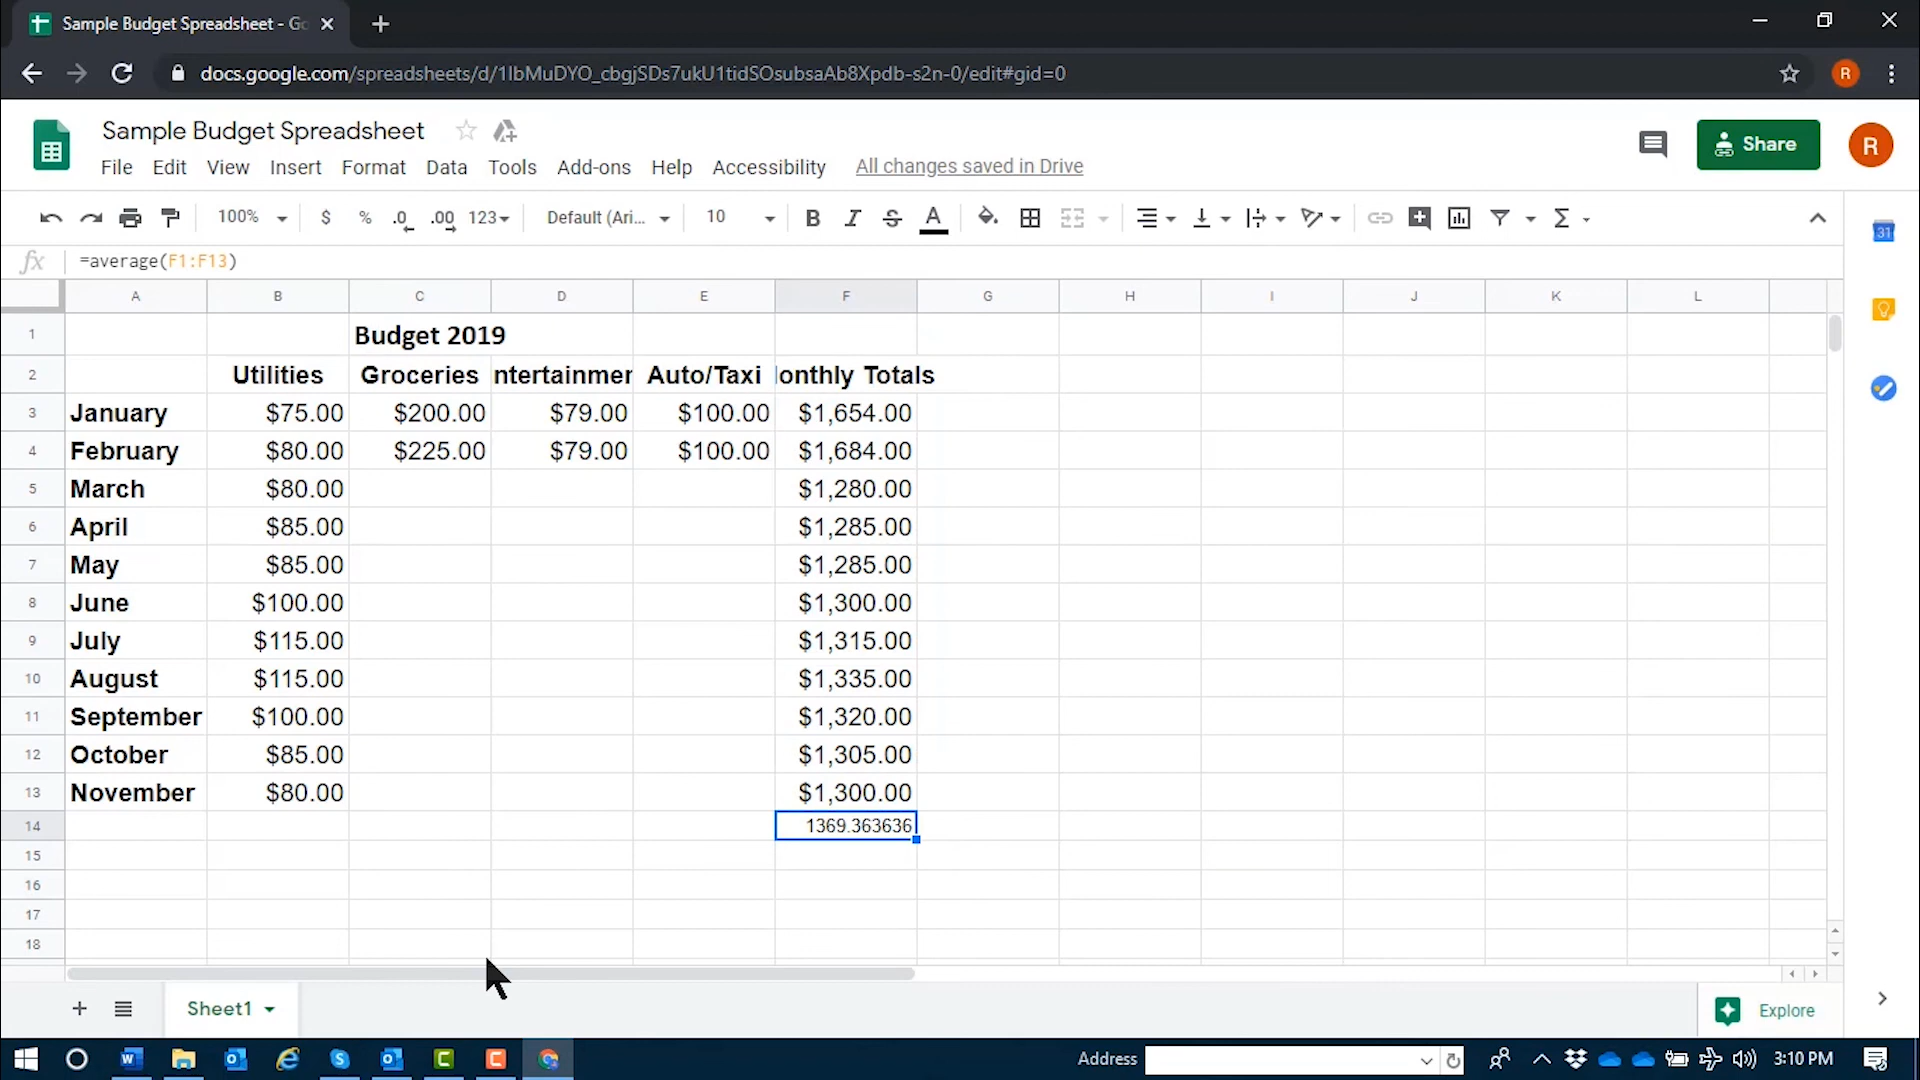 Sample Budget Spreadsheet - Go
docs.google.com/spreadsheets/d/1IbMuDYO_cbgjSDs7ukU1tidSOsubsaAb8Xpdb-s2n-0/edit#gid=0
R
Sample Budget Spreadsheet
Share
R
File Edit View Insert Format Data Tools Add-ons Help Accessibility All changes saved in Drive
100% $ % .0 .00 123 Default (Ari... 10 B I S A Σ
31
fx =average(F1:F13)
A B C D E F G H I J K L
1 Budget 2019
2 Utilities Groceries ntertainmer Auto/Taxi onthly Totals
3 January $75.00 $200.00 $79.00 $100.00 $1,654.00
4 February $80.00 $225.00 $79.00 $100.00 $1,684.00
5 March $80.00 $1,280.00
6 April $85.00 $1,285.00
7 May $85.00 $1,285.00
8 June $100.00 $1,300.00
9 July $115.00 $1,315.00
10 August $115.00 $1,335.00
11 September $100.00 $1,320.00
12 October $85.00 $1,305.00
13 November $80.00 $1,300.00
14 1369.363636
15
16
17
18
Sheet1
Explore
Address
3:10 PM